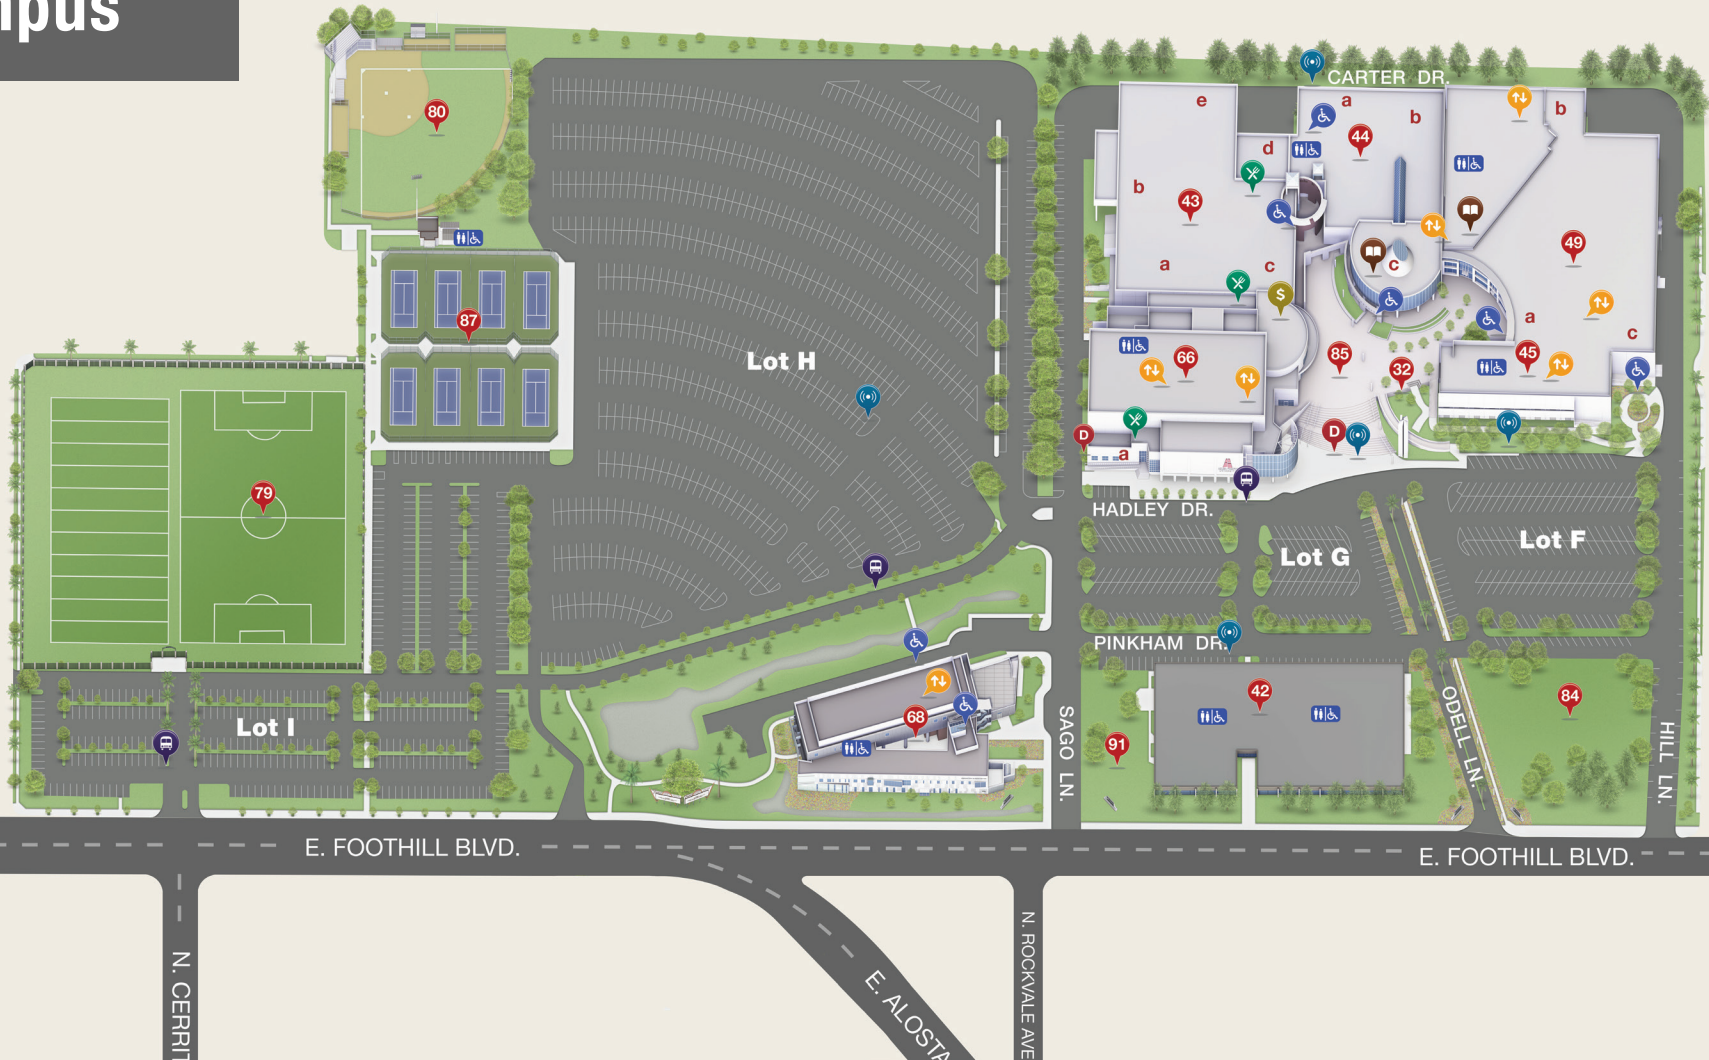 mpus
CARTER DR.
80
e
a
b
b
44
d
b
43
49
a
c
c
87
a
c
Lot H
66
85
32
45
D
D
a
79
HADLEY DR.
Lot G
Lot F
PINKHAM DR.
42
84
68
91
Lot I
SAGO LN.
ODELL LN.
HILL LN.
E. FOOTHILL BLVD.
E. FOOTHILL BLVD.
N. CERRIT
E. ALOSTA
N. ROCKVALE AVE
$